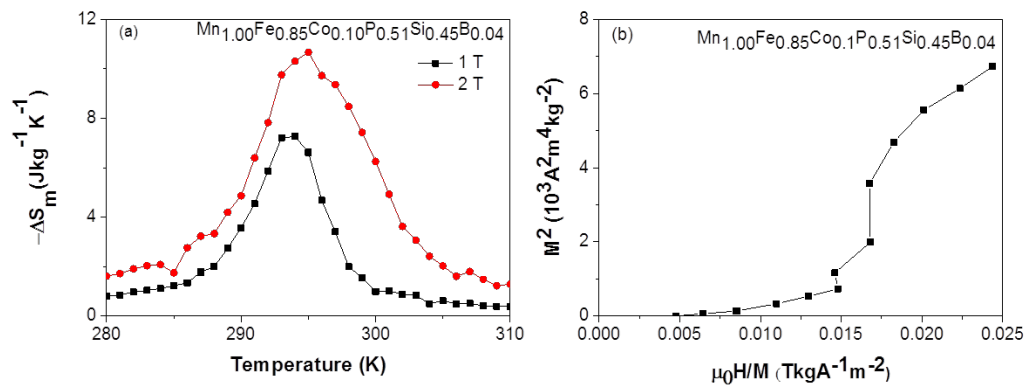 (a)
Mn1.00Fe0.85Co0.10P0.51Si0.45B0.04
1 T
2 T
12
8
4
0
−ΔSm(Jkg-1K-1)
280
290
300
310
Temperature (K)
(b)
Mn1.00Fe0.85Co0.1P0.51Si0.45B0.04
8
6
4
2
0
M2 (103A2m4kg-2)
0.000
0.005
0.010
0.015
0.020
0.025
μ0H/M (TkgA-1m-2)